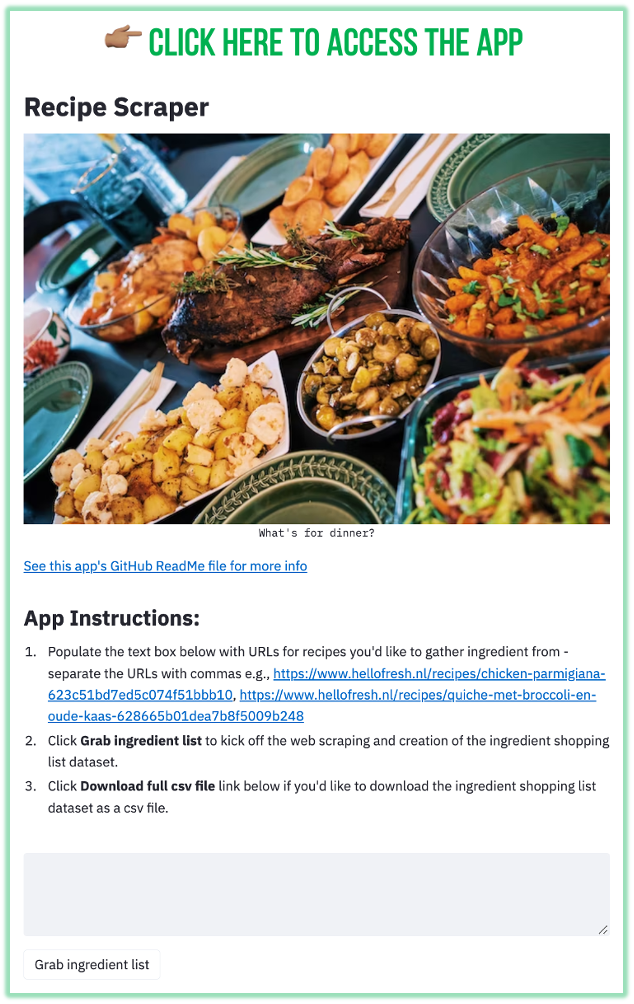 CLICK HERE TO ACCESS THE APP
Recipe Scraper
What's for dinner?
See this app's GitHub ReadMe file for more info
App Instructions:
1. Populate the text box below with URLs for recipes you'd like to gather ingredient from -
separate the URLs with commas e.g., https://www.hellofresh.nl/recipes/chicken-parmigiana-
623c51bd7ed5c074f51bbb10, https://www.hellofresh.nl/recipes/quiche-met-broccoli-en-
oude-kaas-628665b01dea7b8f5009b248
2. Click Grab ingredient list to kick off the web scraping and creation of the ingredient shopping
list dataset.
3. Click Download full csv file link below if you'd like to download the ingredient shopping list
dataset as a csv file.
Grab ingredient list